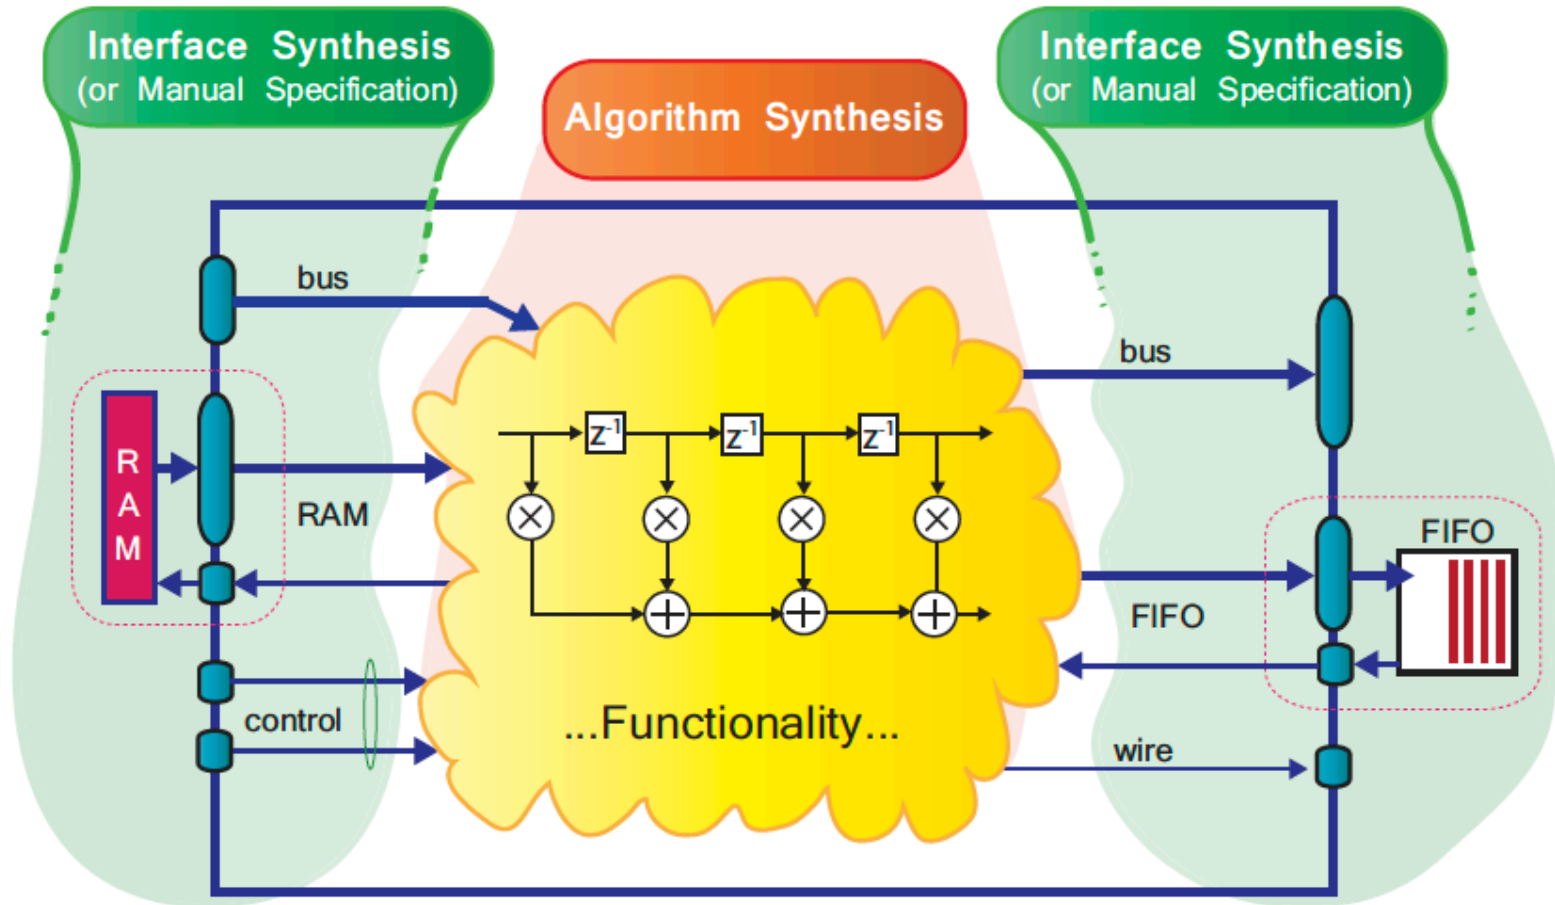 Interface Synthesis
(or Manual Specification)
Algorithm Synthesis
Interface Synthesis
(or Manual Specification)
bus
bus
z-1
z-1
z-1
R
A
M
RAM
FIFO
FIFO
control
...Functionality...
wire